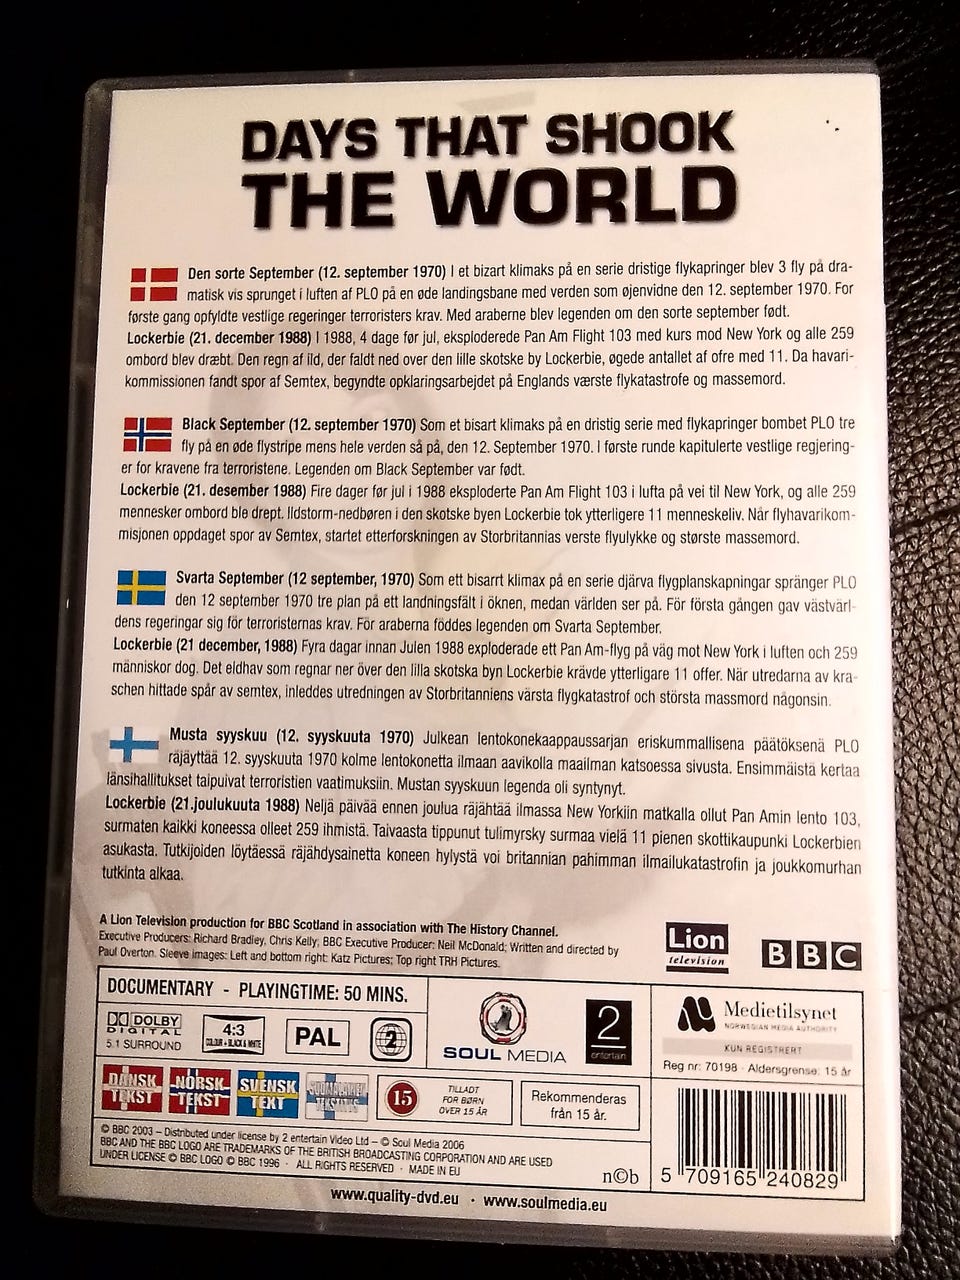 DAYS THAT SHOOK
THE WORLD
Den sorte September (12. september 1970) I et bizart klimaks på en serie dristige flykapringer blev 3 fly på dra-
matisk vis sprunget i luften af PLO på en øde landingsbane med verden som øjenvidne den 12. september 1970. For
første gang opfyldte vestlige regeringer terroristers krav. Med araberne blev legenden om den sorte september født.
Lockerbie (21. december 1988) I 1988, 4 dage før jul, eksploderede Pan Am Flight 103 med kurs mod New York og alle 259
ombord blev dræbt. Den regn af ild, der faldt ned over den lille skotske by Lockerbie, øgede antallet af ofre med 11. Da havari-
kommissionen fandt spor af Semtex, begyndte opklaringsarbejdet på Englands værste flykatastrofe og massemord.
Black September (12. september 1970) Som et bisart klimaks på en dristig serie med flykapringer bombet PLO tre
fly på en øde flystripe mens hele verden så på, den 12. September 1970. I første runde kapitulerte vestlige regjering-
er for kravene fra terroristene. Legenden om Black September var født.
Lockerbie (21. desember 1988) Fire dager før jul i 1988 eksploderte Pan Am Flight 103 i lufta på vei til New York, og alle 259
mennesker ombord ble drept. Ildstorm-nedbøren i den skotske byen Lockerbie tok ytterligere 11 menneskeliv. Når flyhavarikom-
misjonen oppdaget spor av Semtex, startet etterforskningen av Storbritannias verste flyulykke og største massemord.
Svarta September (12 september, 1970) Som ett bisarrt klimax på en serie djärva flygplanskapningar spränger PLO
den 12 september 1970 tre plan på ett landningsfält i öknen, medan världen ser på. För första gången gav västvärl-
dens regeringar sig för terroristernas krav. För araberna föddes legenden om Svarta September.
Lockerbie (21 december, 1988) Fyra dagar innan Julen 1988 exploderade ett Pan Am-flyg på väg mot New York i luften och 259
människor dog. Det eldhav som regnar ner över den lilla skotska byn Lockerbie krävde ytterligare 11 offer. När utredarna av kra-
schen hittade spår av semtex, inleddes utredningen av Storbritanniens värsta flygkatastrof och största massmord någonsin.
Musta syyskuu (12. syyskuuta 1970) Julkean lentokonekaappaussarjan eriskummallisena päätöksenä PLO
räjäyttää 12. syyskuuta 1970 kolme lentokonetta ilmaan aavikolla maailman katsoessa sivusta. Ensimmäistä kertaa
länsihallitukset taipuivat terroristien vaatimuksiin. Mustan syyskuun legenda oli syntynyt.
Lockerbie (21.joulukuuta 1988) Neljä päivää ennen joulua räjähtää ilmassa New Yorkiin matkalla ollut Pan Amin lento 103,
surmaten kaikki koneessa olleet 259 ihmistä. Taivaasta tippunut tulimyrsky surmaa vielä 11 pienen skottikaupunki Lockerbien
asukasta. Tutkijoiden löytäessä räjähdysainetta koneen hylystä voi britannian pahimman ilmailukatastrofin ja joukkomurhan
tutkinta alkaa.
A Lion Television production for BBC Scotland in association with The History Channel.
Executive Producers: Richard Bradley, Chris Kelly; BBC Executive Producer: Neil McDonald; Written and directed by
Paul Overton. Sleeve Images: Left and bottom right: Katz Pictures; Top right TRH Pictures.
Lion
television
BBC
DOCUMENTARY - PLAYINGTIME: 50 MINS.
DOLBY
DIGITAL
5.1 SURROUND
4:3
COLOUR + BLACK & WHITE
PAL
2
SOUL MEDIA
2
entertain
Medietilsynet
NORWEGIAN MEDIA AUTHORITY
KUN REGISTRERT
Reg nr: 70198 - Aldersgrense: 15 år
DANSK
TEKST
NORSK
TEKST
SVENSK
TEXT
SUOMALAINEN
TEKSTITUS
15
TILLADT
FOR BØRN
OVER 15 ÅR
Rekommenderas
från 15 år.
© BBC 2003 – Distributed under license by 2 entertain Video Ltd – © Soul Media 2006
BBC AND THE BBC LOGO ARE TRADEMARKS OF THE BRITISH BROADCASTING CORPORATION AND ARE USED
UNDER LICENSE © BBC LOGO © BBC 1996 · ALL RIGHTS RESERVED · MADE IN EU
n©b
5 709165 240829
www.quality-dvd.eu · www.soulmedia.eu